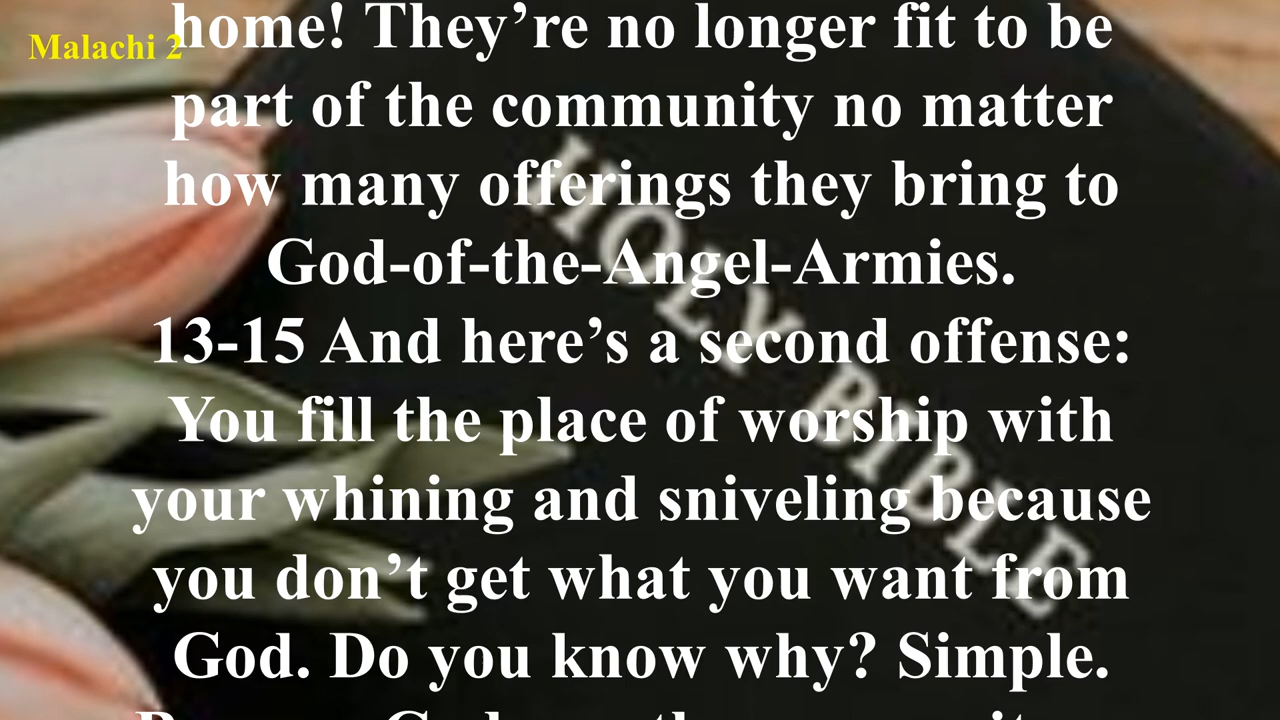 Malachi 2
home! They’re no longer fit to be
part of the community no matter
how many offerings they bring to
God-of-the-Angel-Armies.
13-15 And here’s a second offense:
You fill the place of worship with
your whining and sniveling because
you don’t get what you want from
God. Do you know why? Simple.
HOLY BIBLE